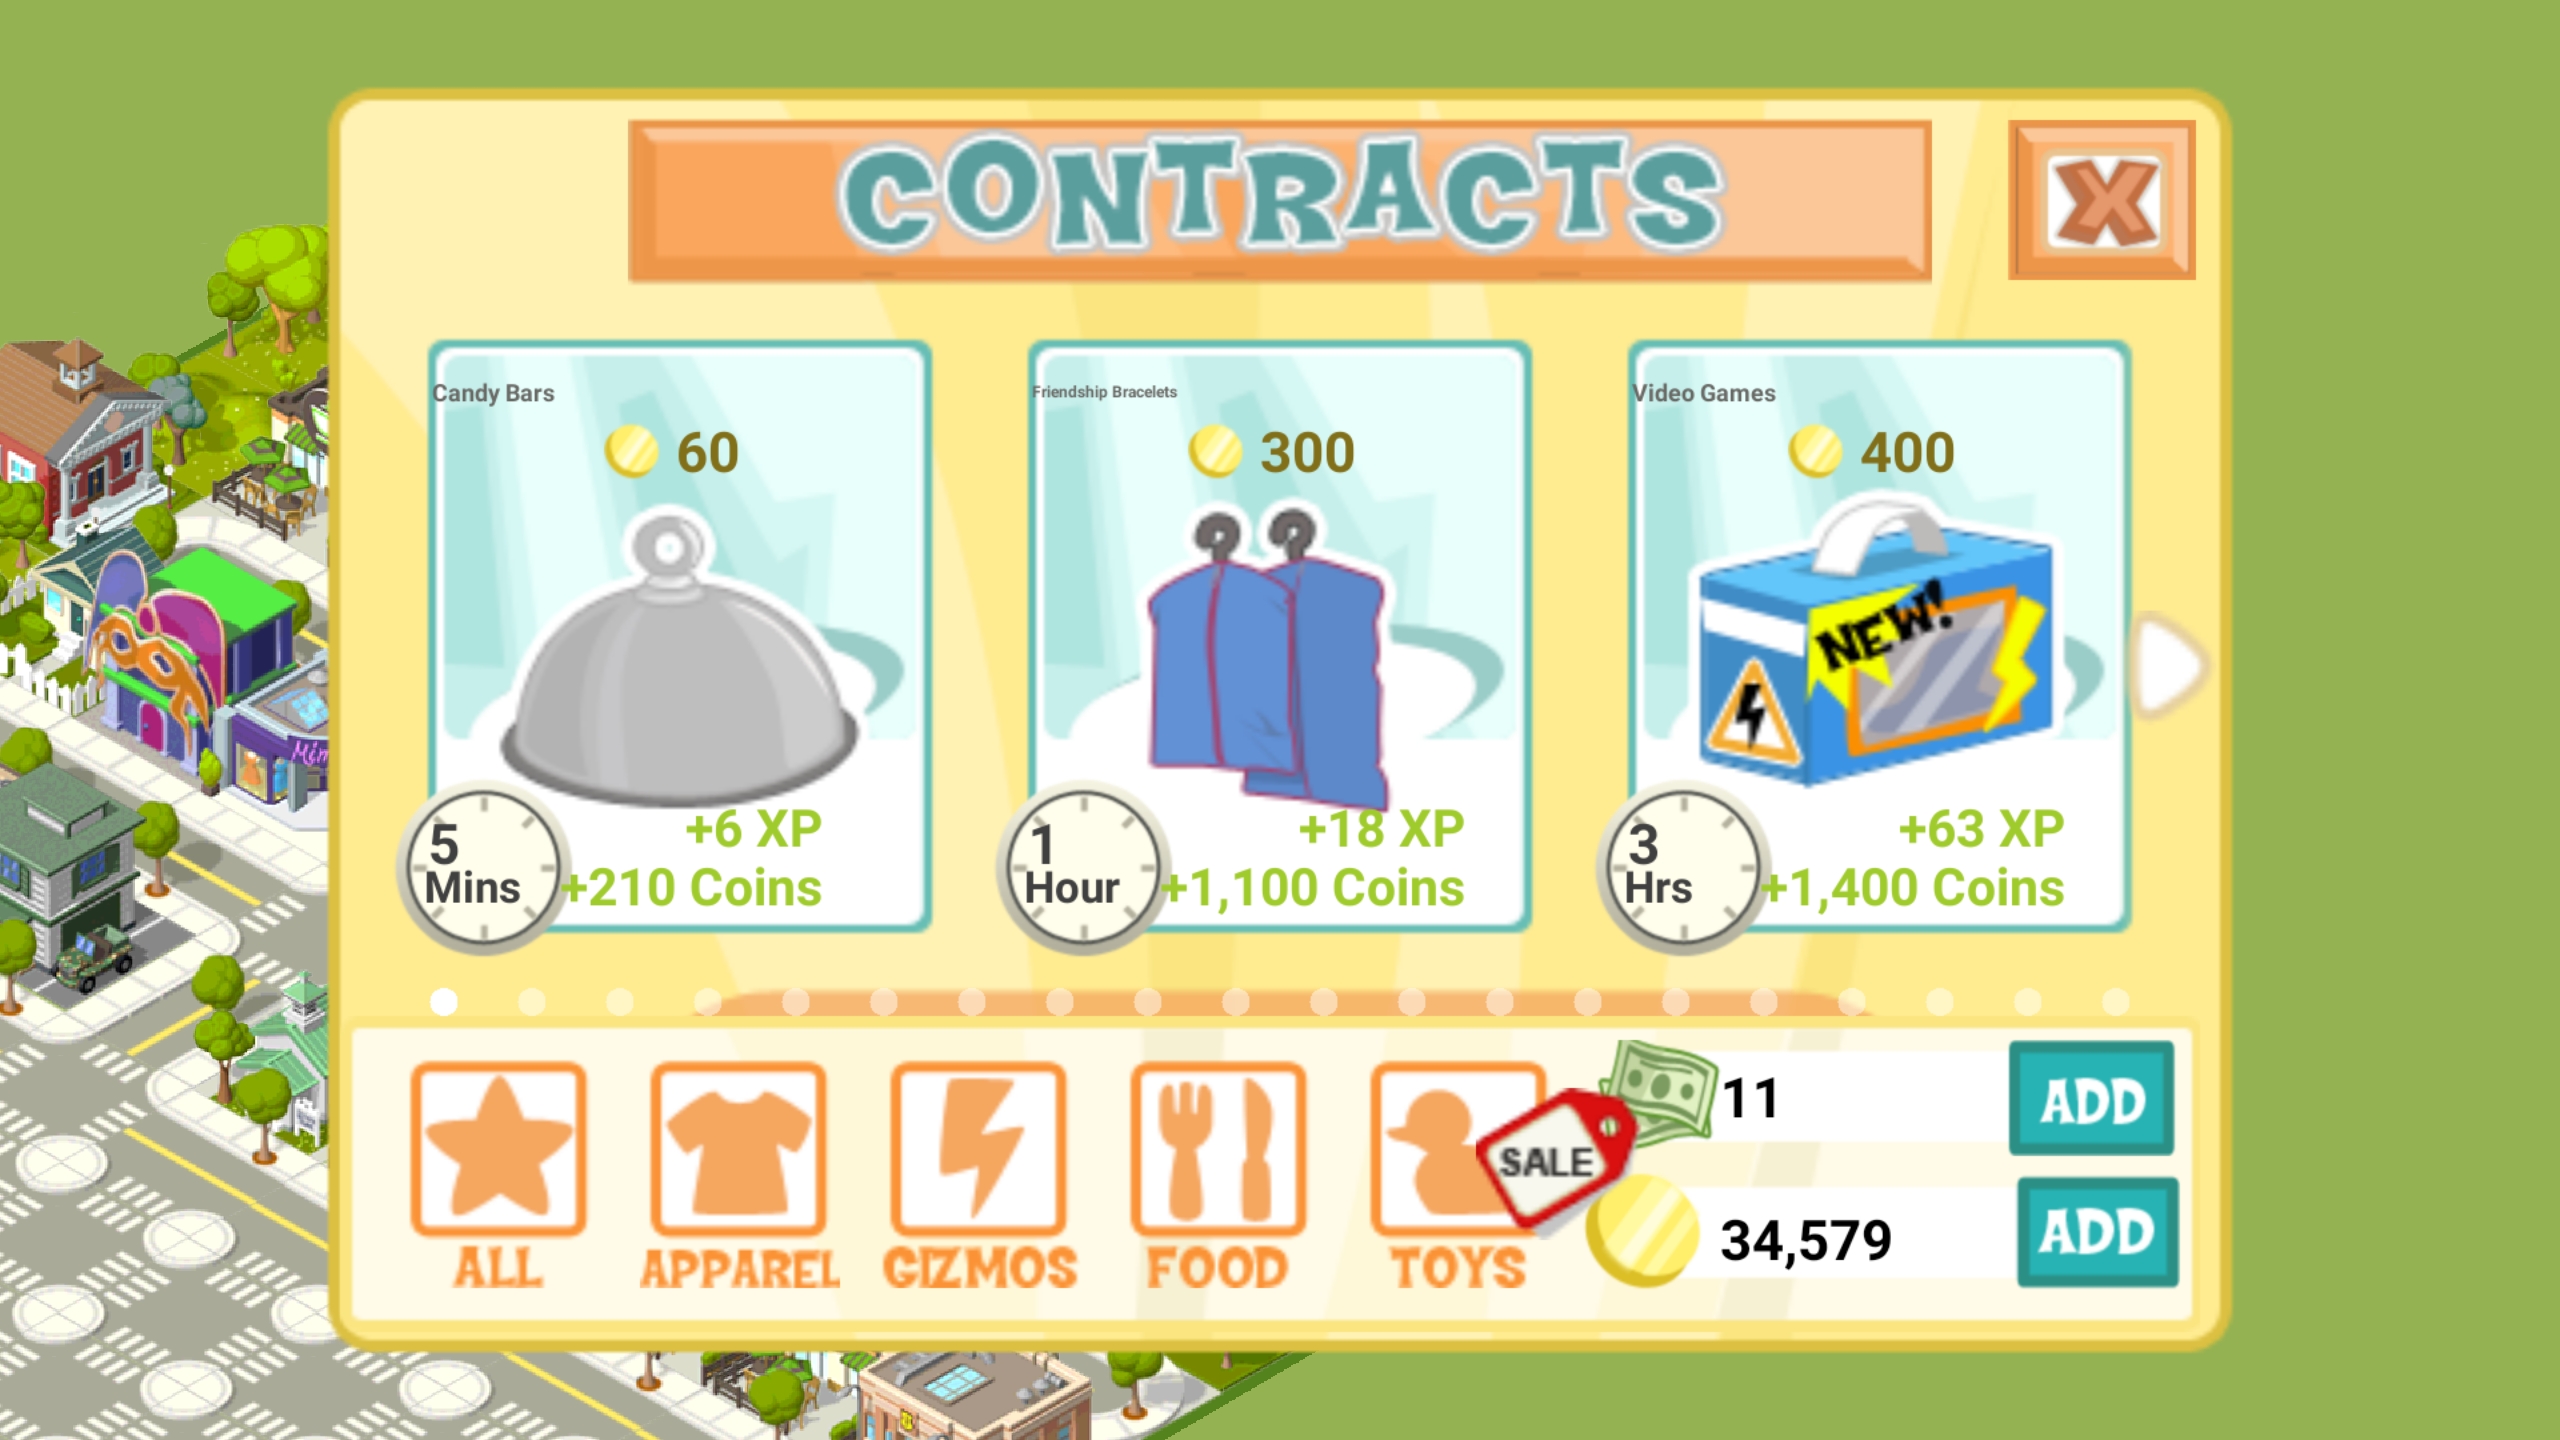 CONTRACTS
X
Candy Bars
60
5
Mins
+6 XP
+210 Coins
Friendship Bracelets
300
1
Hour
+18 XP
+1,100 Coins
Video Games
400
NEW!
3
Hrs
+63 XP
+1,400 Coins
ALL
APPAREL
GIZMOS
FOOD
TOYS
SALE
11
ADD
34,579
ADD